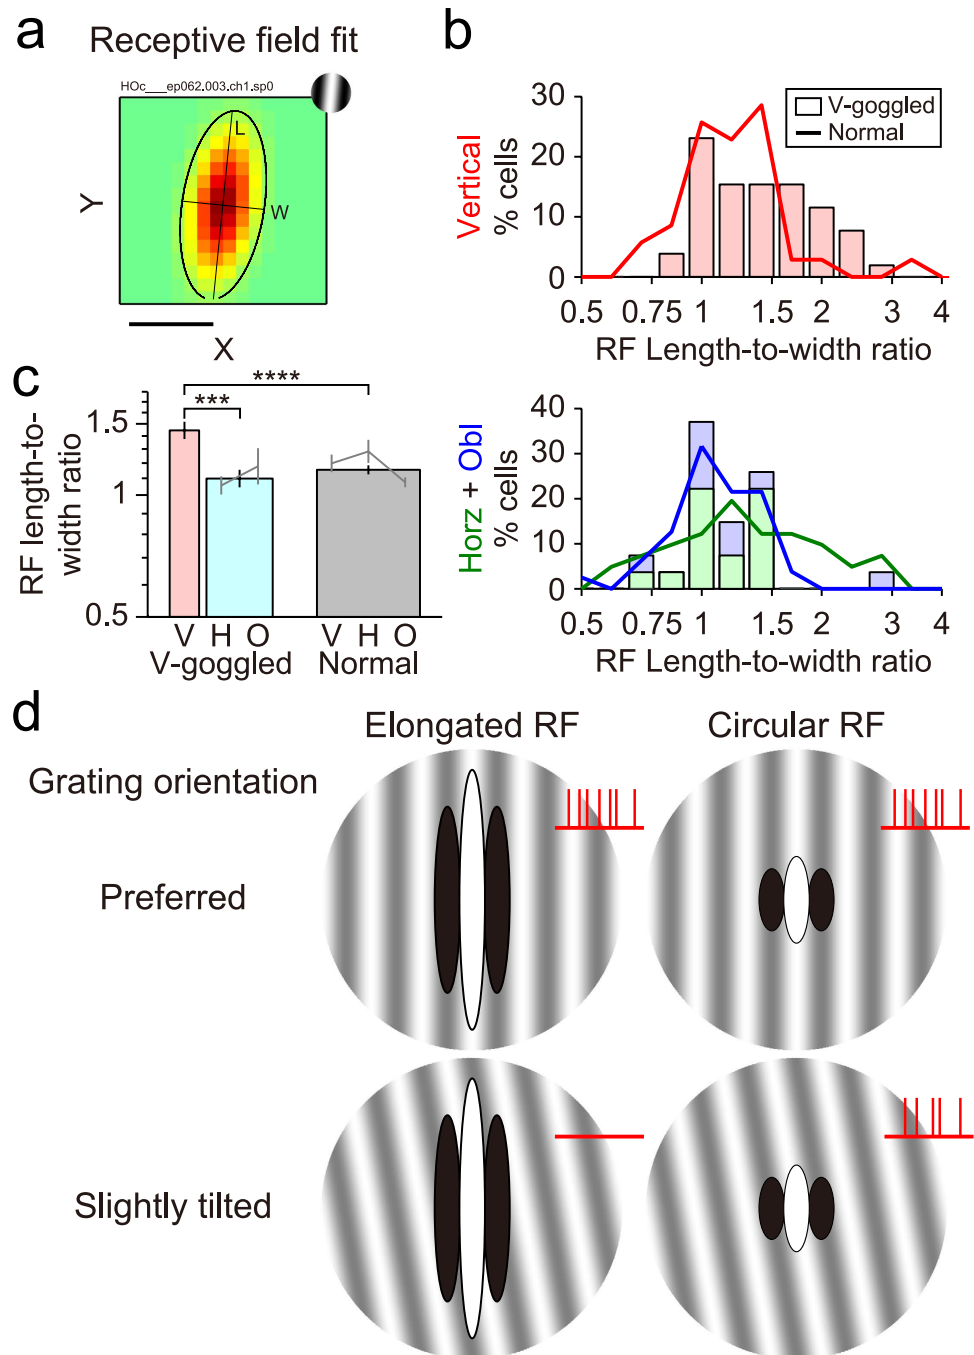 a Receptive field fit
HOc___ep062.003.ch1.sp0
L
W
Y
X
b
30
20
10
0
Vertical
% cells
V-goggled
Normal
0.5 0.75 1 1.5 2 3 4
RF Length-to-width ratio
40
30
20
10
0
Horz + Obl
% cells
0.5 0.75 1 1.5 2 3 4
RF Length-to-width ratio
c
RF length-to-
width ratio
1.5
1
0.5
****
***
V H O V H O
V-goggled Normal
d
Elongated RF Circular RF
Grating orientation
Preferred
Slightly tilted